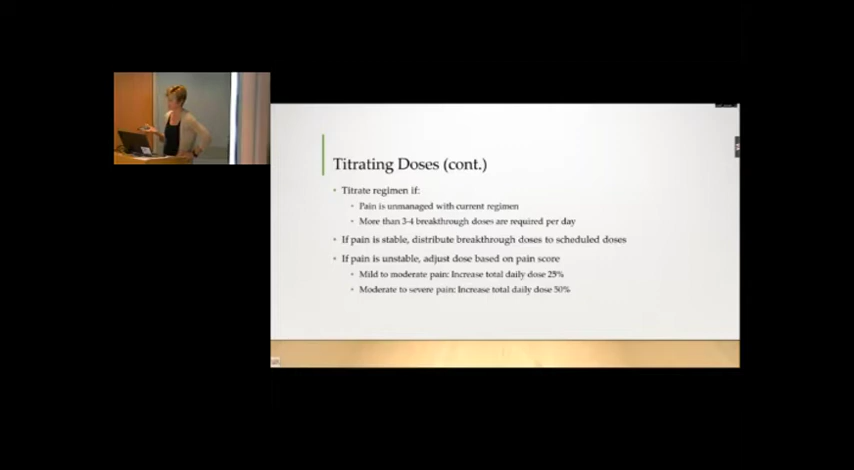 Titrating Doses (cont.)
Titrate regimen if:
Pain is unmanaged with current regimen
More than 3-4 breakthrough doses are required per day
If pain is stable, distribute breakthrough doses to scheduled doses
If pain is unstable, adjust dose based on pain score
Mild to moderate pain: Increase total daily dose 25%
Moderate to severe pain: Increase total daily dose 50%